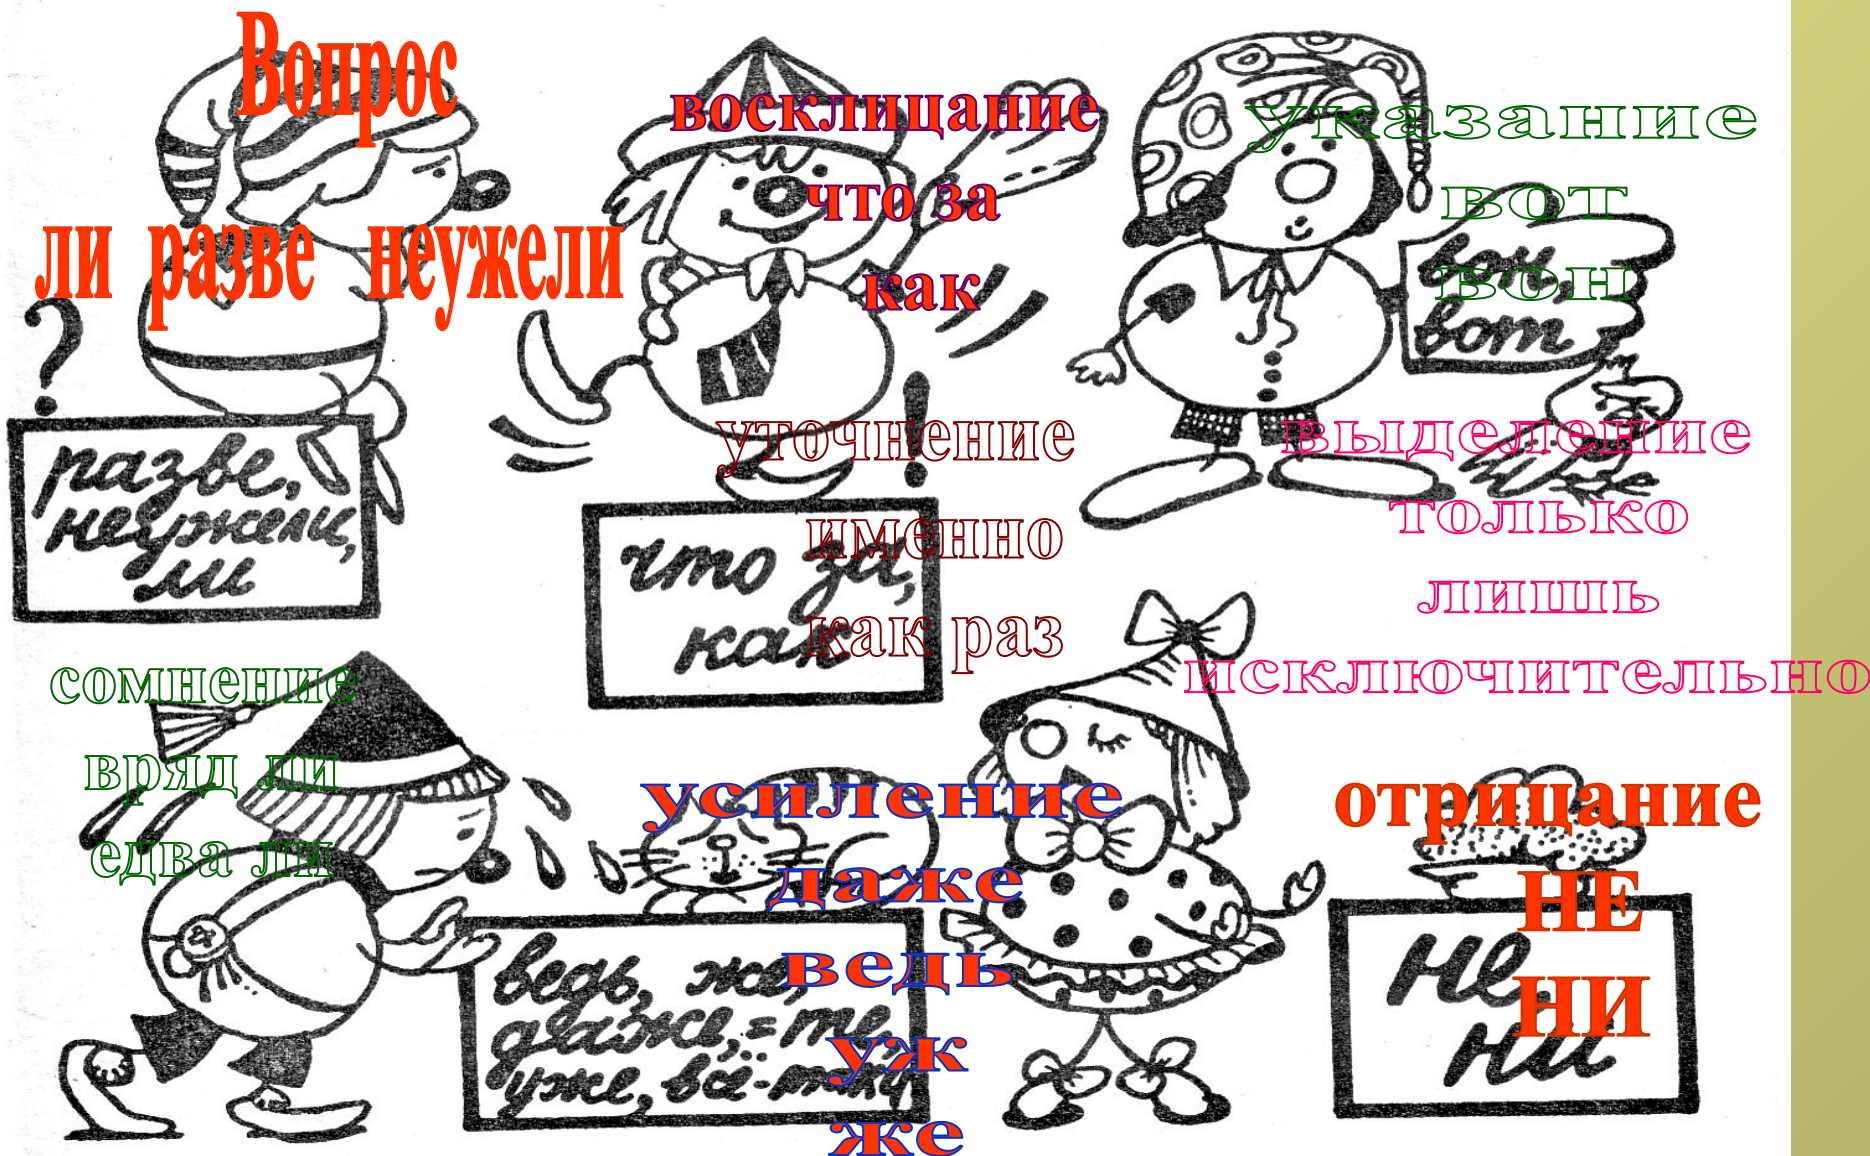 Вопрос
ли разве неужели
восклицание
что за
как
указание
вот
вон
вон,
вот
?
разве,
неужели,
ли
!
что за,
как
уточнение
именно
как раз
выделение
только
лишь
исключительно
сомнение
вряд ли
едва ли
усиление
даже
ведь
уж
же
ведь, же,
даже, =те,
уже, всё-таки
отрицание
НЕ
НИ
не,
ни